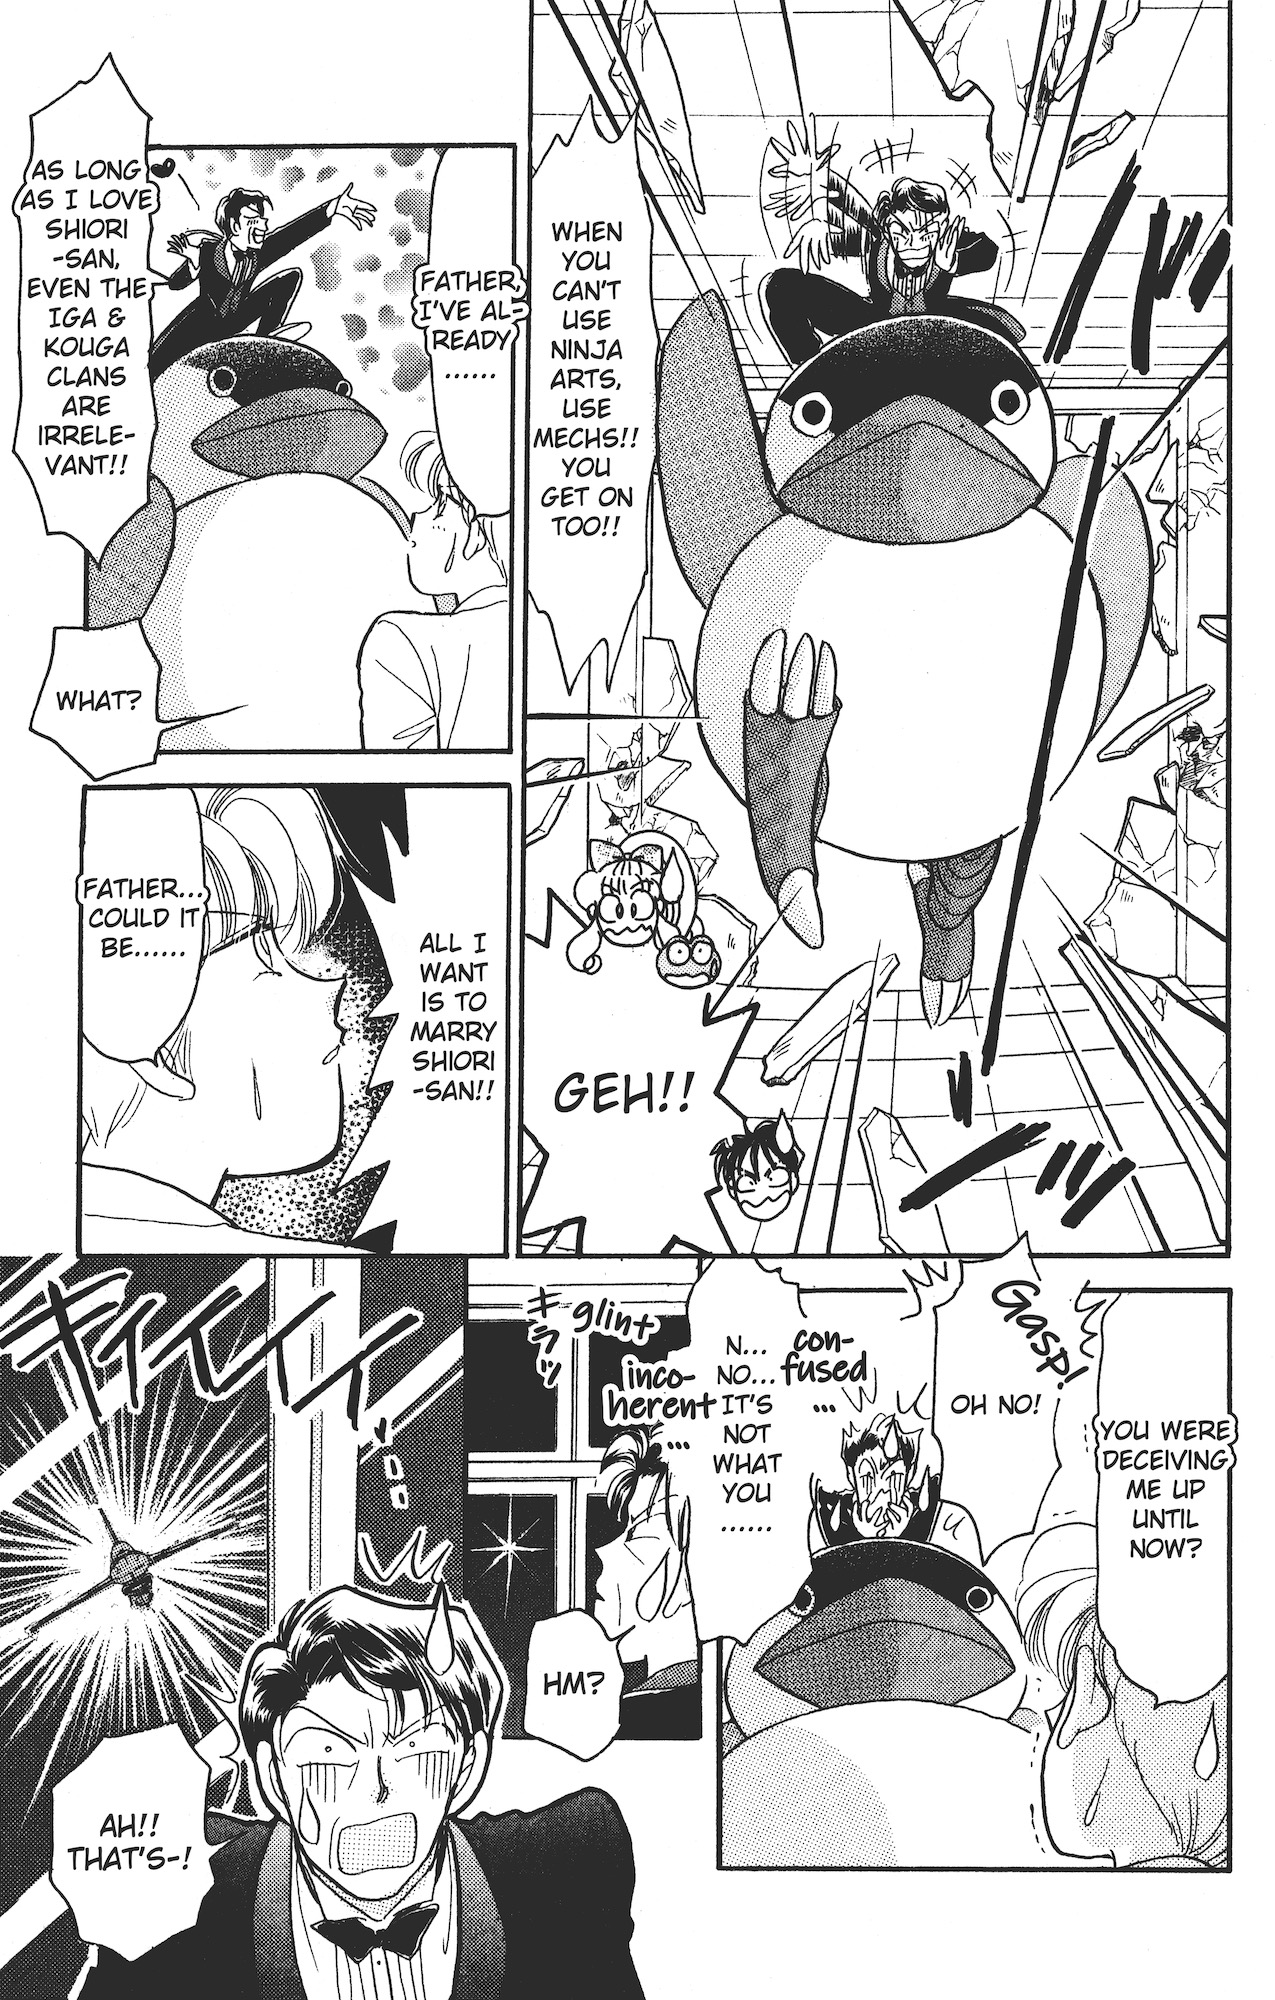 WHEN
YOU
CAN'T
USE
NINJA
ARTS,
USE
MECHS!!
YOU
GET ON
TOO!!
GEH!!
FATHER,
I'VE AL-
READY
......
AS LONG
AS I LOVE
SHIORI
-SAN,
EVEN THE
IGA &
KOUGA
CLANS
ARE
IRRELE-
VANT!!
WHAT?
ALL I
WANT
IS TO
MARRY
SHIORI
-SAN!!
FATHER...
COULD IT
BE......
YOU WERE
DECEIVING
ME UP
UNTIL
NOW?
Gasp!
OH NO!
con-
fused
...
N...
NO...
IT'S
NOT
WHAT
YOU
......
inco-
herent
...
キラッ
glint
HM?
キイイイイ
AH!!
THAT'S-!